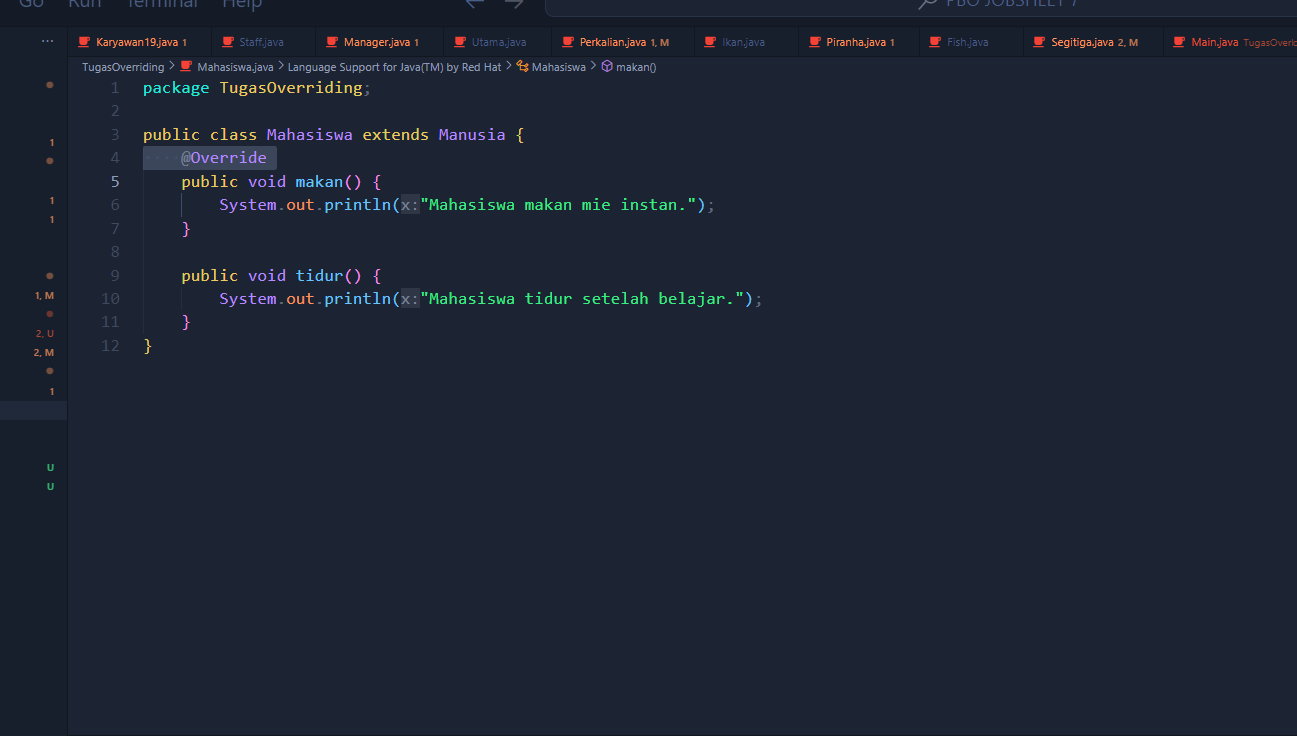 Go Run Terminal Help PBO JOBSHEET 7
Karyawan19.java 1 Staff.java Manager.java 1 Utama.java Perkalian.java 1, M Ikan.java Piranha.java 1 Fish.java Segitiga.java 2, M Main.java TugasOverric
TugasOverriding > Mahasiswa.java > Language Support for Java(TM) by Red Hat > Mahasiswa > makan()
1 package TugasOverriding;
2
3 public class Mahasiswa extends Manusia {
4 ····@Override
5 public void makan() {
6 System.out.println(x:"Mahasiswa makan mie instan.");
7 }
8
9 public void tidur() {
10 System.out.println(x:"Mahasiswa tidur setelah belajar.");
11 }
12 }
1
1
1
1, M
2, U
2, M
1
U
U